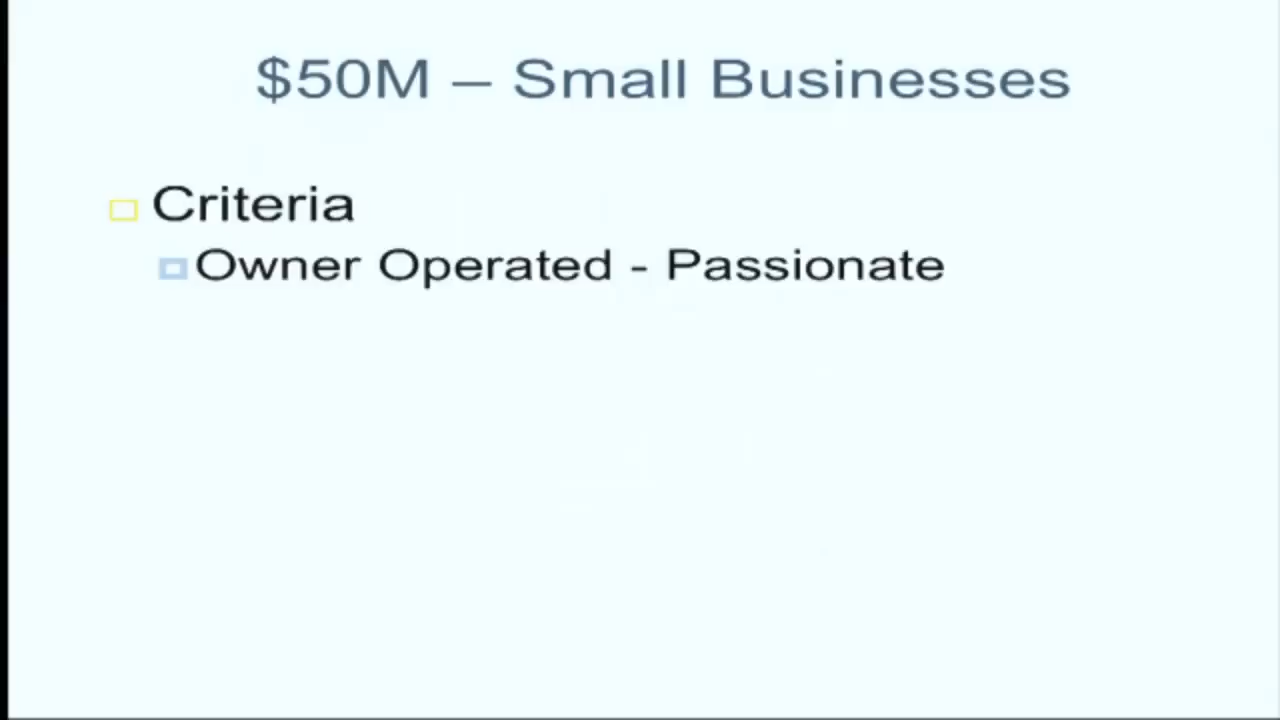 $50M – Small Businesses
Criteria
Owner Operated - Passionate